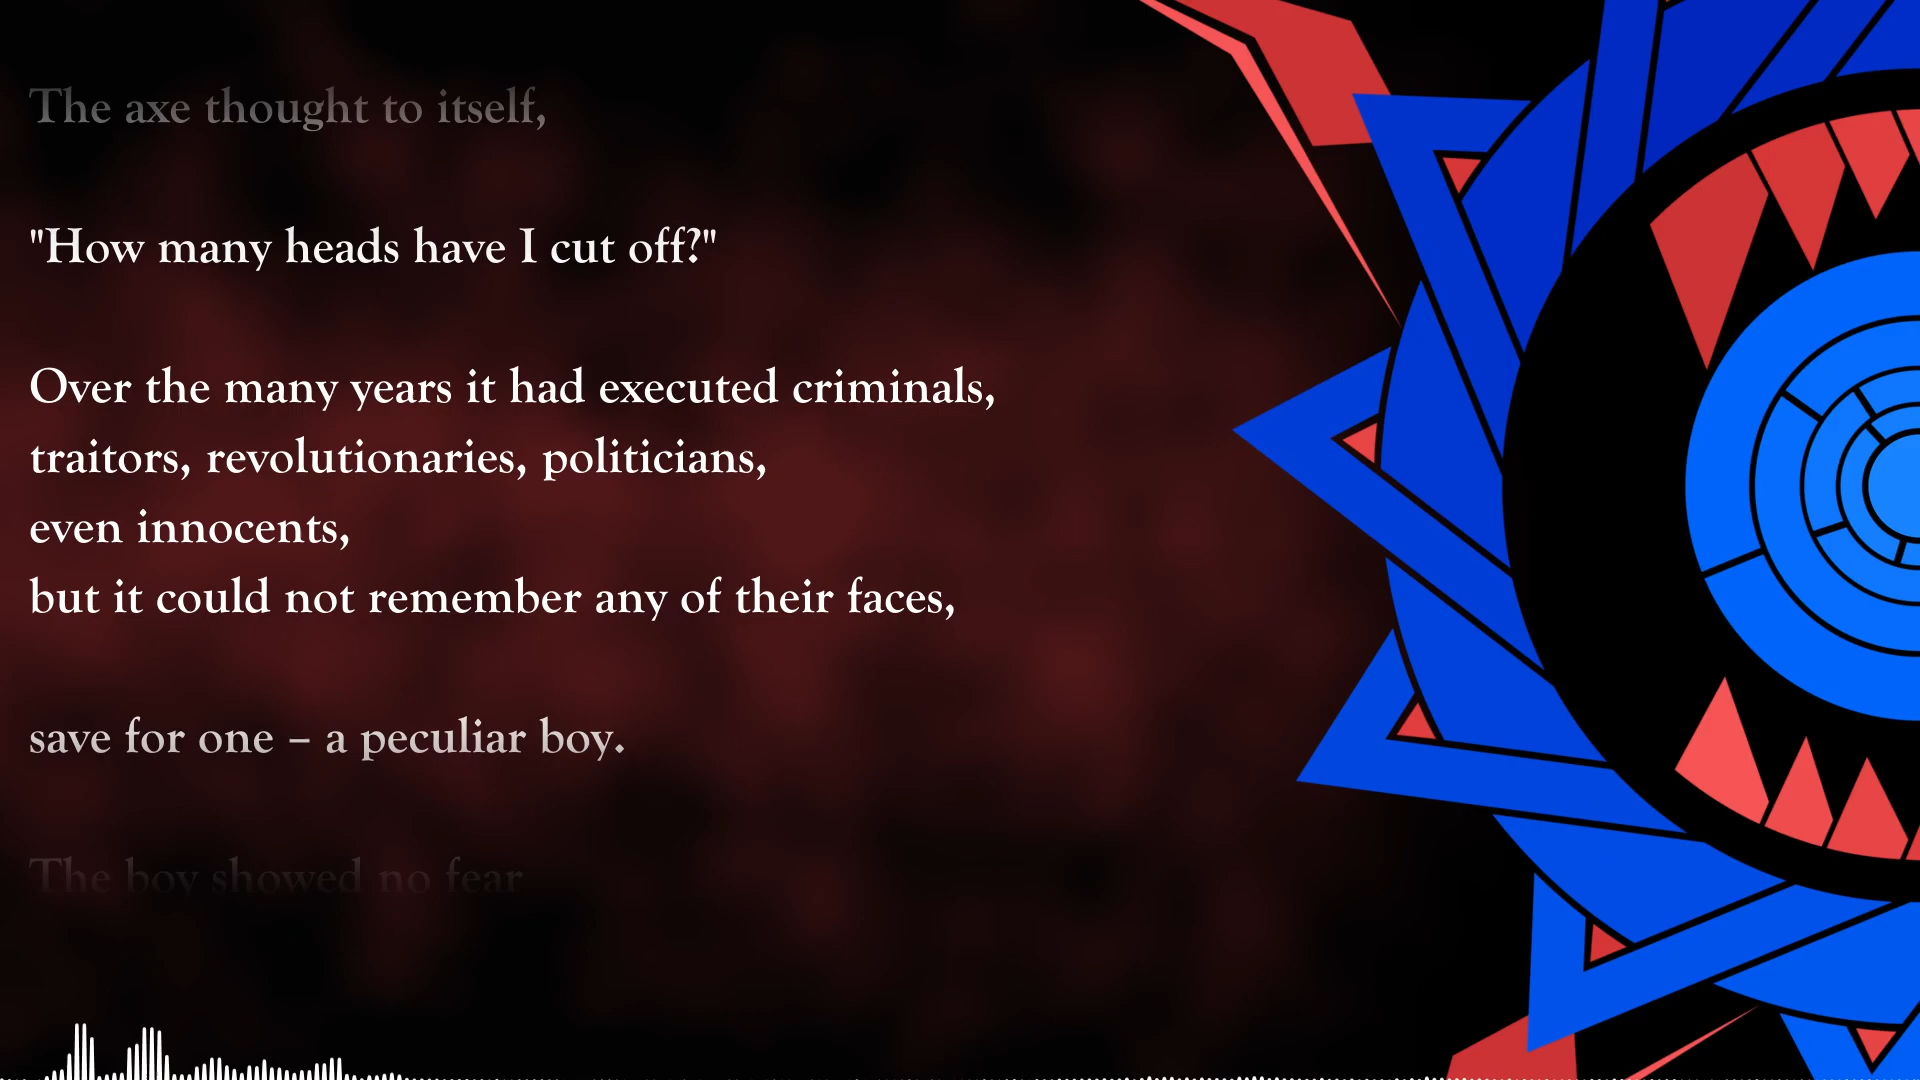 The axe thought to itself,
"How many heads have I cut off?"
Over the many years it had executed criminals,
traitors, revolutionaries, politicians,
even innocents,
but it could not remember any of their faces,
save for one – a peculiar boy.
The boy showed no fear